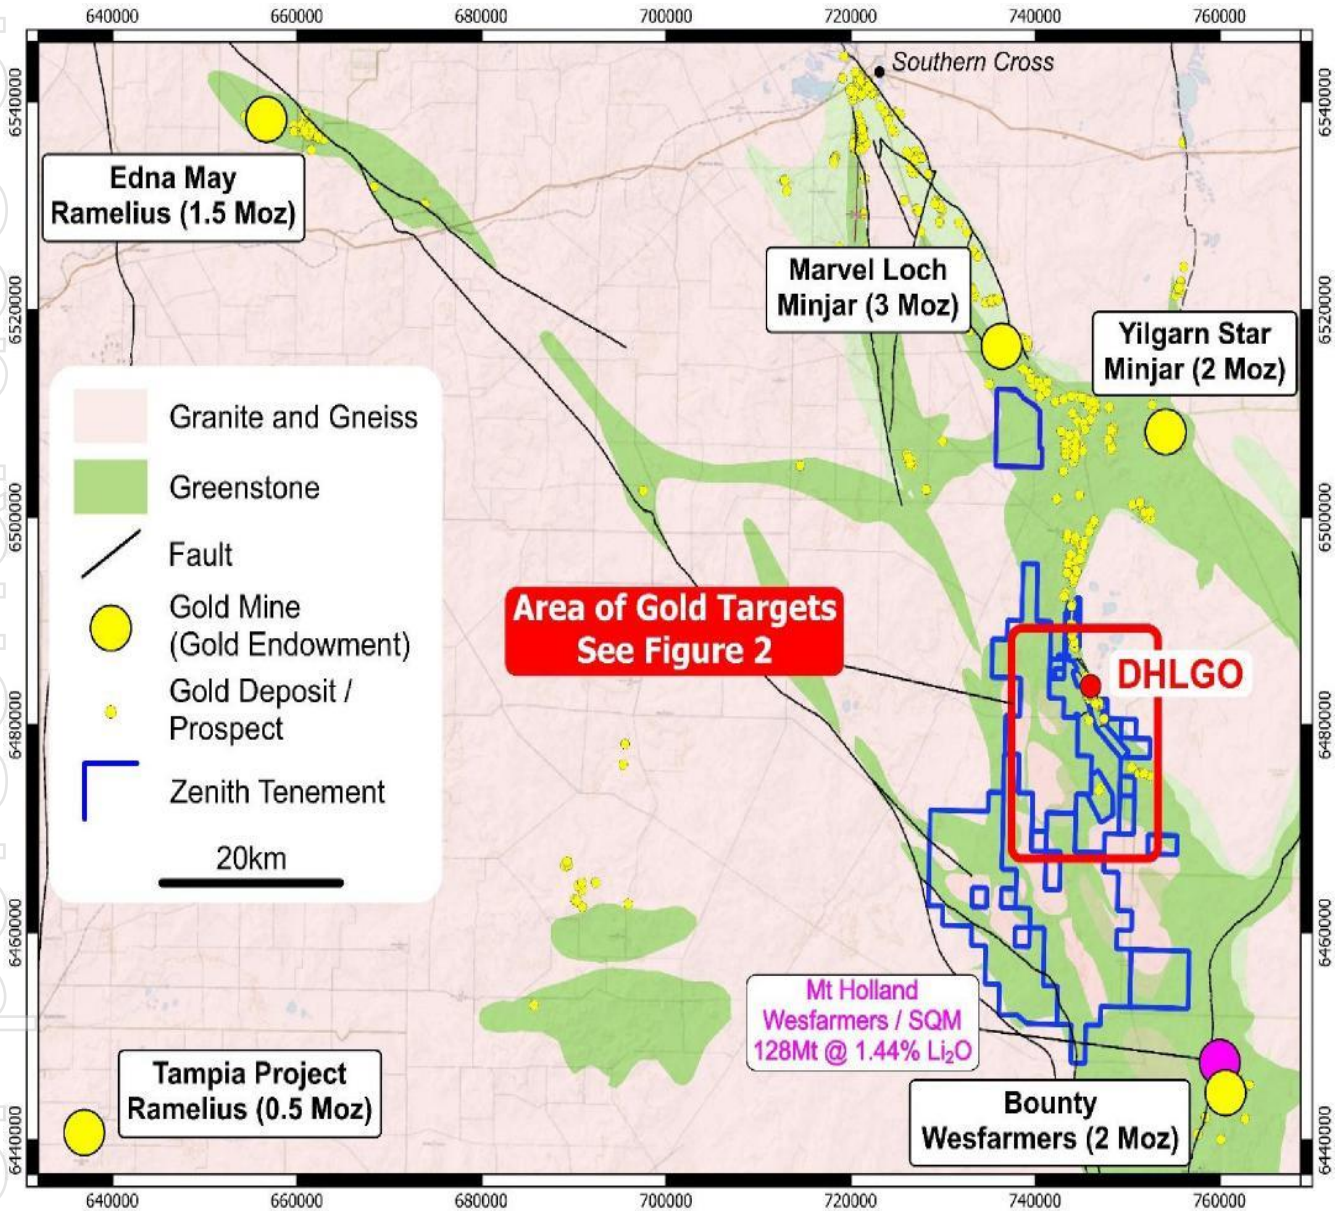 640000
660000
680000
700000
720000
740000
760000
Southern Cross
6540000
6540000
Edna May
Ramelius (1.5 Moz)
Marvel Loch
Minjar (3 Moz)
6520000
6520000
Yilgarn Star
Minjar (2 Moz)
Granite and Gneiss
Greenstone
Fault
Gold Mine
(Gold Endowment)
Gold Deposit /
Prospect
Zenith Tenement
20km
6500000
6500000
Area of Gold Targets
See Figure 2
DHLGO
6480000
6480000
6460000
6460000
Mt Holland
Wesfarmers / SQM
128Mt @ 1.44% Li₂O
Tampia Project
Ramelius (0.5 Moz)
Bounty
Wesfarmers (2 Moz)
6440000
6440000
640000
660000
680000
700000
720000
740000
760000